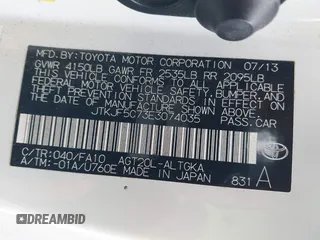 MFD. BY: TOYOTA MOTOR CORPORATION 07/13
GVWR 4150LB GAWR FR 2535LB RR 2095LB
THIS VEHICLE CONFORMS TO ALL APPLICABLE
FEDERAL MOTOR VEHICLE SAFETY, BUMPER, AND
THEFT PREVENTION STANDARDS IN EFFECT ON
THE DATE OF MANUFACTURE SHOWN ABOVE.
JTKJF5C73E3074035 PASS. CAR
C/TR: 040/FA10 AGT20L-ALTGKA
A/TM: -01A/U760E MADE IN JAPAN 831 A
TOYOTA
DREAMBID